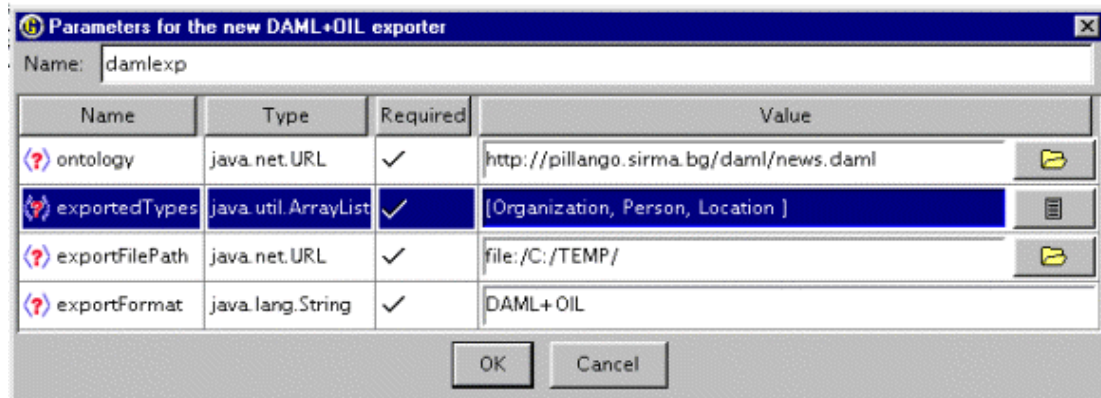 Parameters for the new DAML+OIL exporter
Name: damlexp
Name Type Required Value
<?> ontology java.net.URL ✓ http://pillango.sirma.bg/daml/news.daml
<?> exportedTypes java.util.ArrayList ✓ [Organization, Person, Location ]
<?> exportFilePath java.net.URL ✓ file:/C:/TEMP/
<?> exportFormat java.lang.String ✓ DAML+OIL
OK Cancel